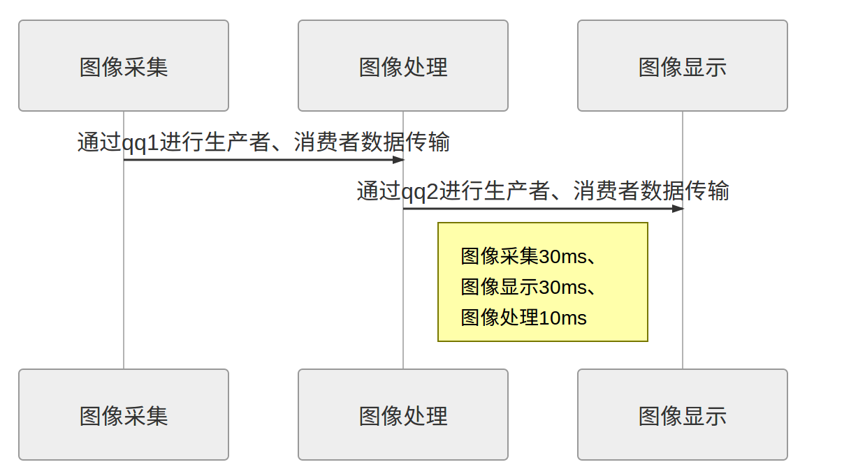 图像采集
图像处理
图像显示
通过qq1进行生产者、消费者数据传输
通过qq2进行生产者、消费者数据传输
图像采集30ms、
图像显示30ms、
图像处理10ms
图像采集
图像处理
图像显示